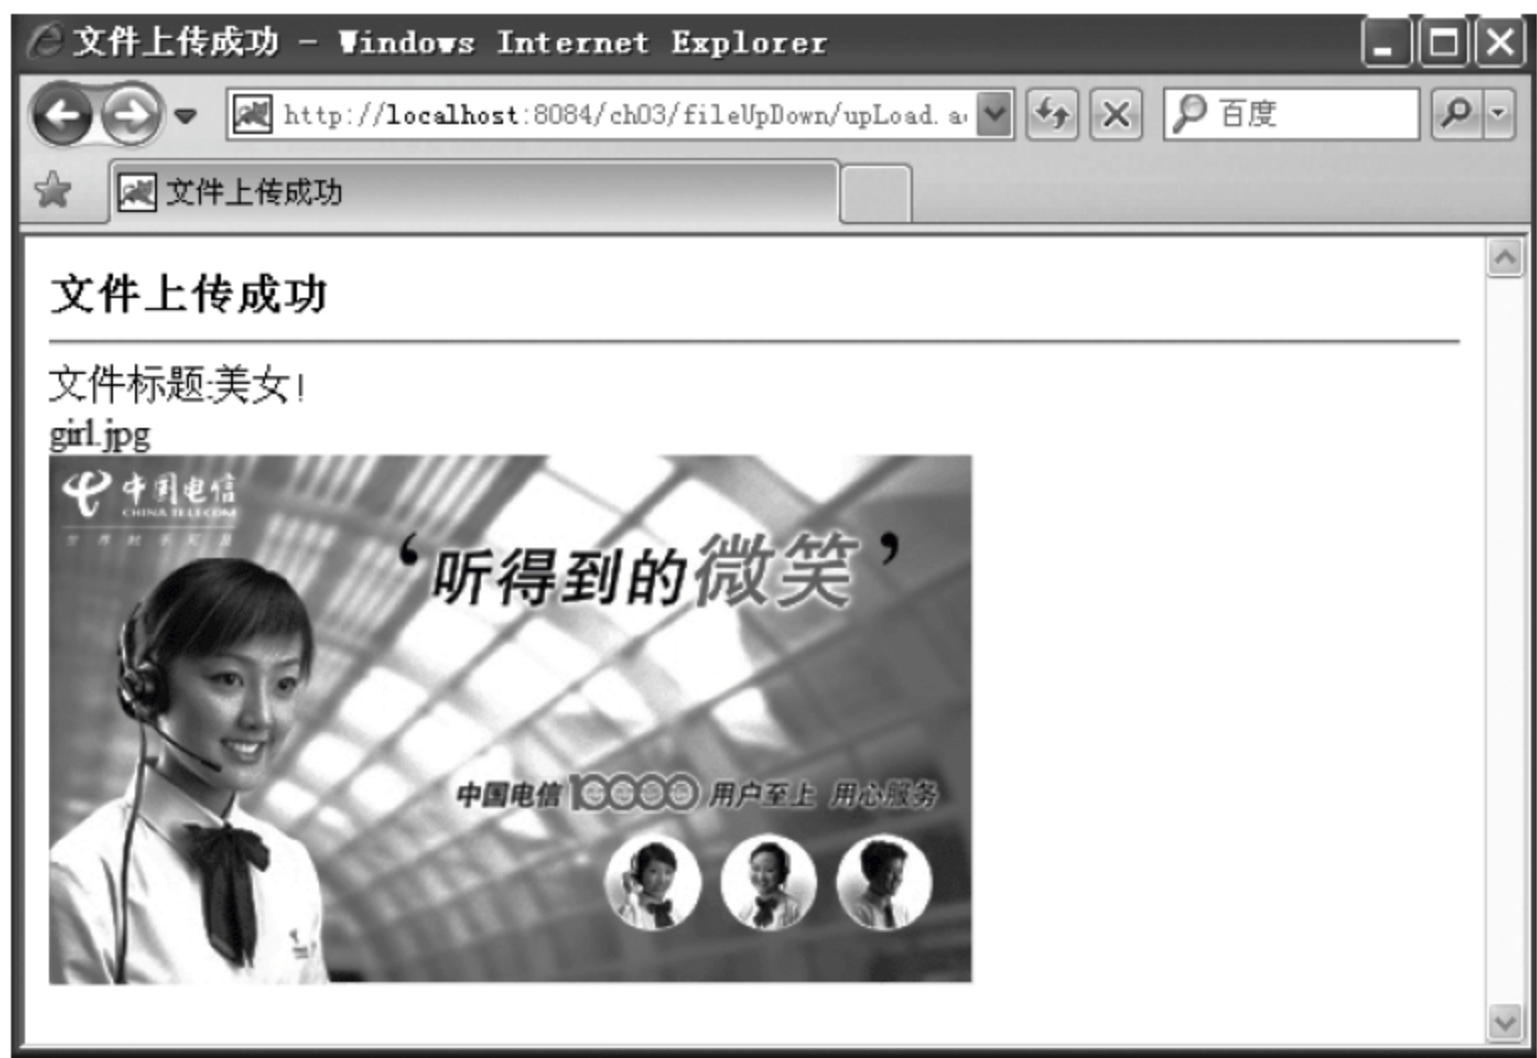 文件上传成功 - Windows Internet Explorer
http://localhost:8084/ch03/fileUpDown/upLoad.a
百度
文件上传成功
文件上传成功
文件标题:美女!
girl.jpg
中国电信
CHINA TELECOM
‘听得到的微笑’
中国电信 10000 用户至上 用心服务